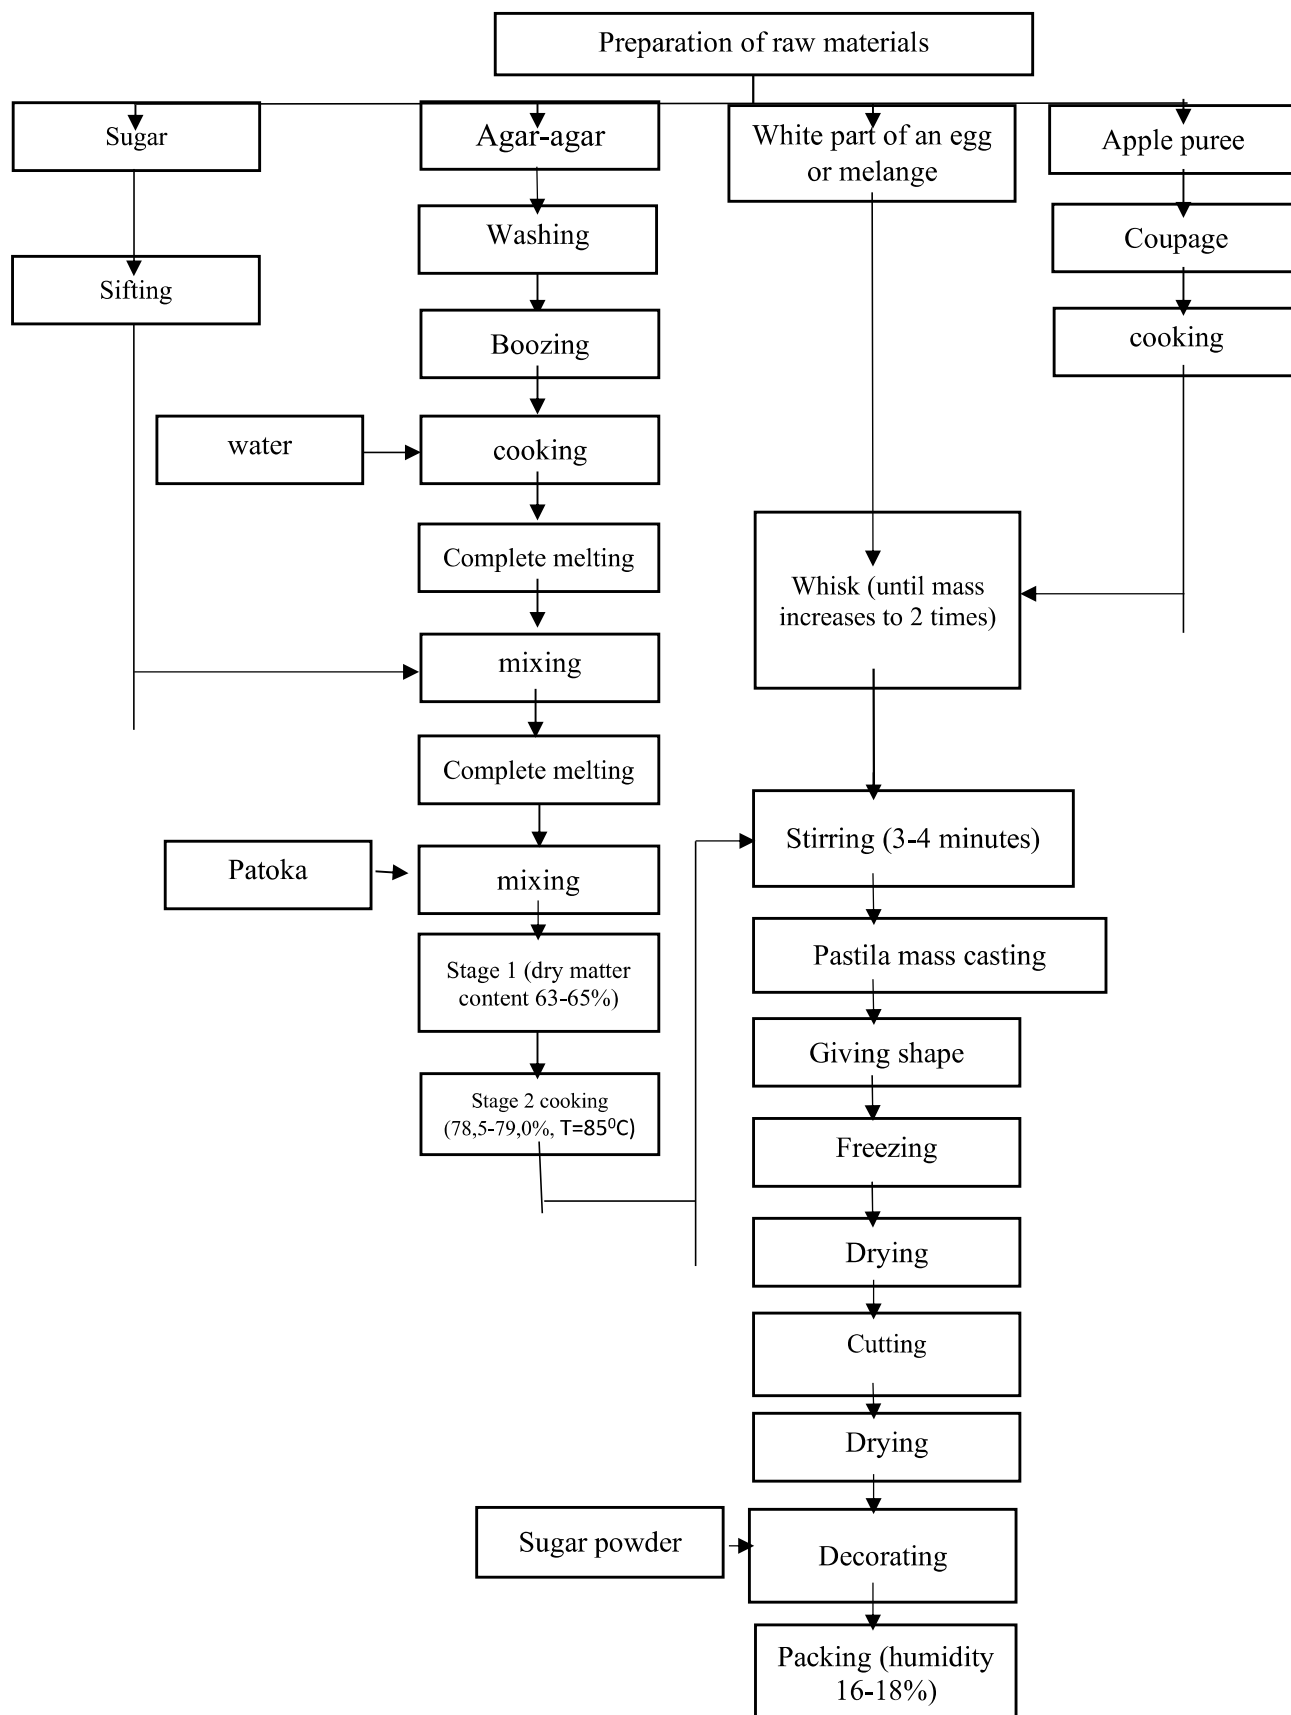 Preparation of raw materials
Sugar
Agar-agar
White part of an egg
or melange
Apple puree
Washing
Coupage
Sifting
Boozing
cooking
water
cooking
Complete melting
Whisk (until mass
increases to 2 times)
mixing
Complete melting
Stirring (3-4 minutes)
Patoka
mixing
Pastila mass casting
Stage 1 (dry matter
content 63-65%)
Giving shape
Stage 2 cooking
(78,5-79,0%, T=85⁰C)
Freezing
Drying
Cutting
Drying
Sugar powder
Decorating
Packing (humidity
16-18%)